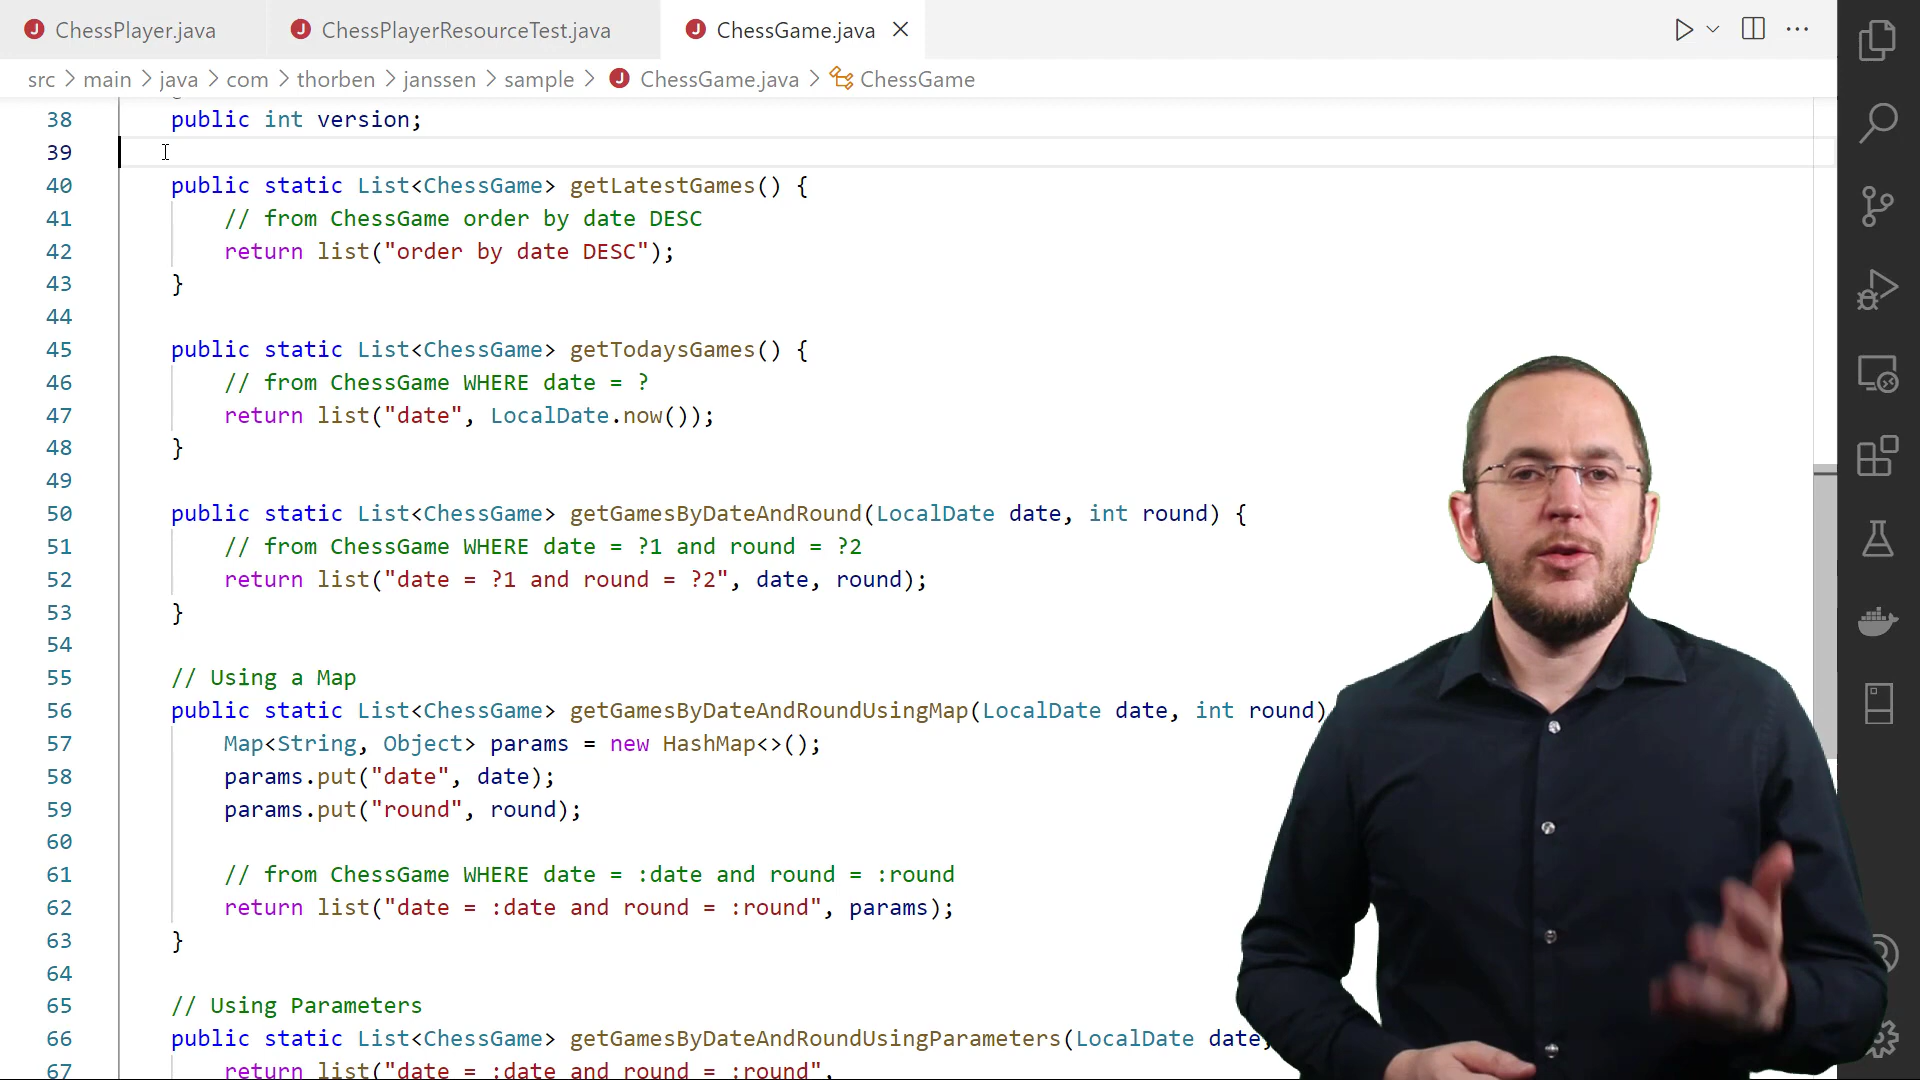 ChessPlayer.java ChessPlayerResourceTest.java ChessGame.java
src > main > java > com > thorben > janssen > sample > ChessGame.java > ChessGame
38 public int version;
39
40 public static List<ChessGame> getLatestGames() {
41 // from ChessGame order by date DESC
42 return list("order by date DESC");
43 }
44
45 public static List<ChessGame> getTodaysGames() {
46 // from ChessGame WHERE date = ?
47 return list("date", LocalDate.now());
48 }
49
50 public static List<ChessGame> getGamesByDateAndRound(LocalDate date, int round) {
51 // from ChessGame WHERE date = ?1 and round = ?2
52 return list("date = ?1 and round = ?2", date, round);
53 }
54
55 // Using a Map
56 public static List<ChessGame> getGamesByDateAndRoundUsingMap(LocalDate date, int round)
57 Map<String, Object> params = new HashMap<>();
58 params.put("date", date);
59 params.put("round", round);
60
61 // from ChessGame WHERE date = :date and round = :round
62 return list("date = :date and round = :round", params);
63 }
64
65 // Using Parameters
66 public static List<ChessGame> getGamesByDateAndRoundUsingParameters(LocalDate date,
67 return list("date = :date and round = :round",